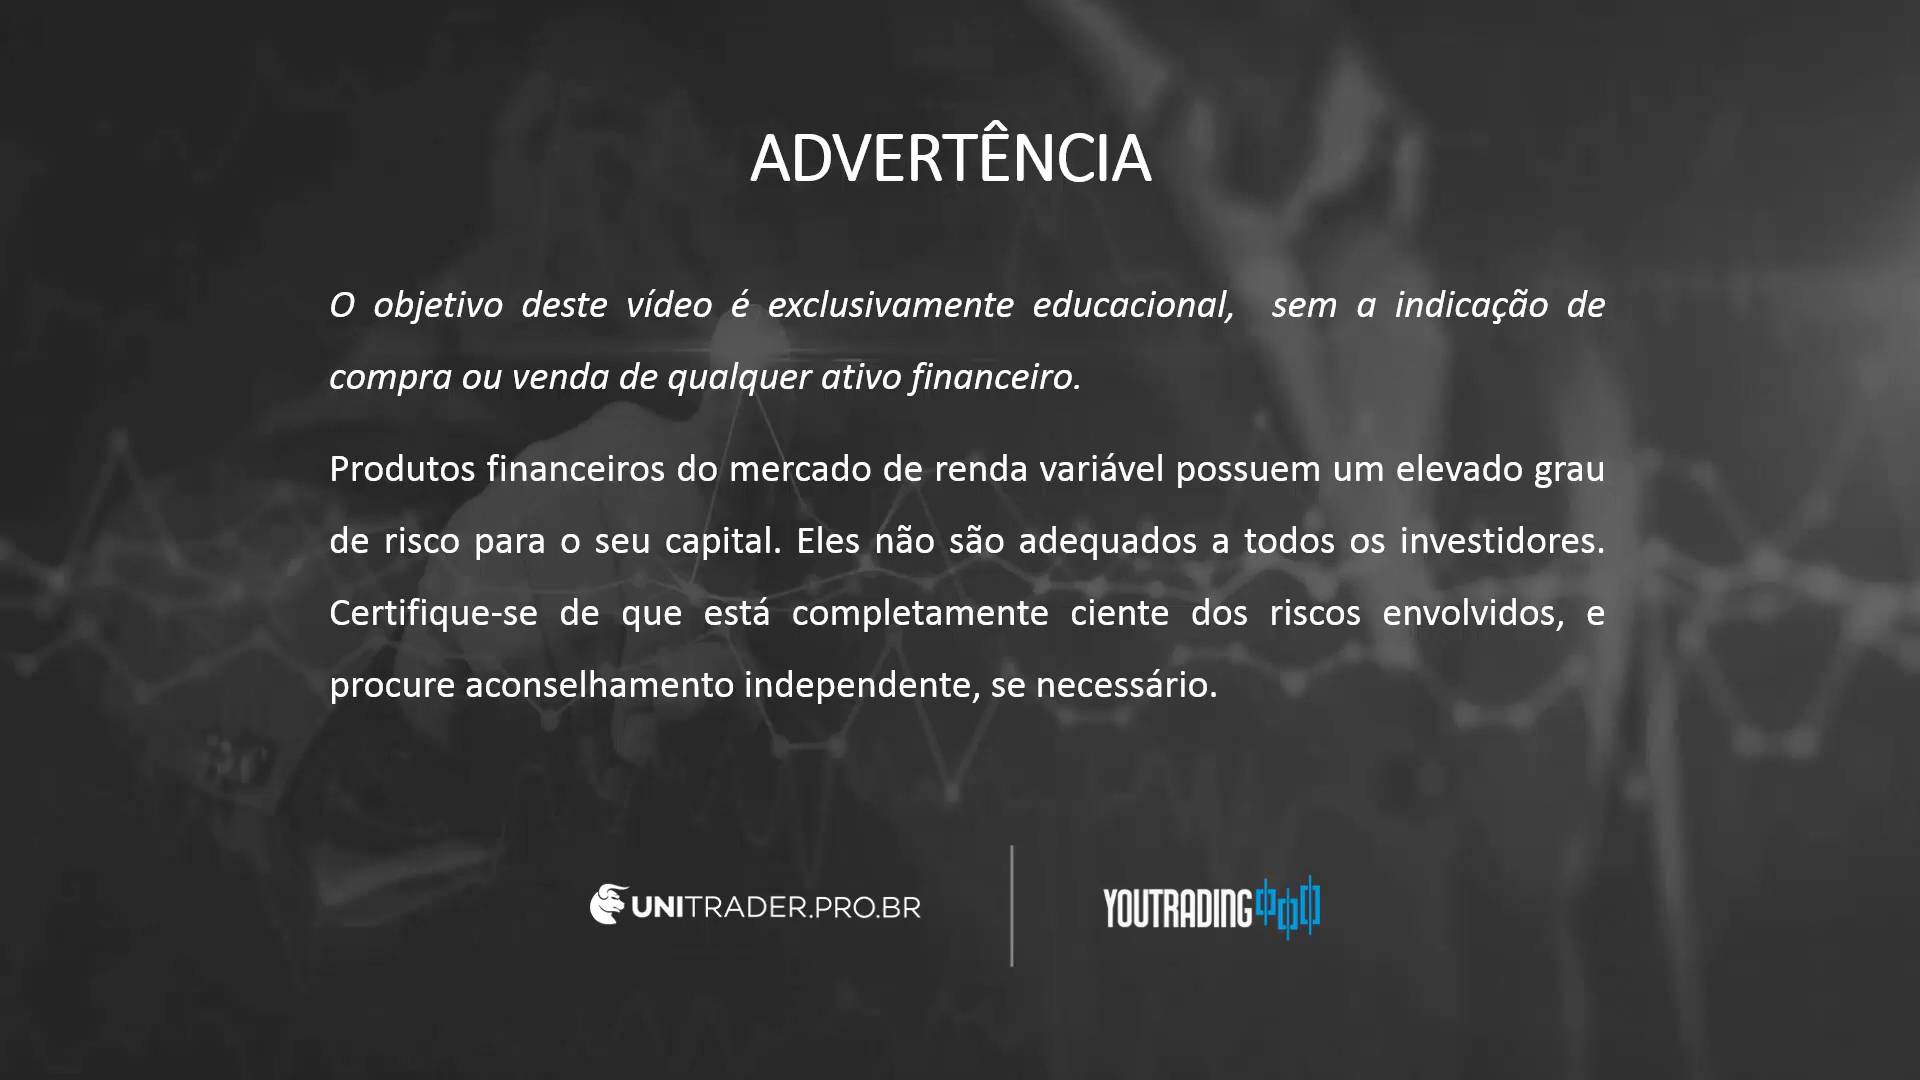 ADVERTÊNCIA
O objetivo deste vídeo é exclusivamente educacional, sem a indicação de
compra ou venda de qualquer ativo financeiro.
Produtos financeiros do mercado de renda variável possuem um elevado grau
de risco para o seu capital. Eles não são adequados a todos os investidores.
Certifique-se de que está completamente ciente dos riscos envolvidos, e
procure aconselhamento independente, se necessário.
UNITRADER.PRO.BR
YOUTRADING